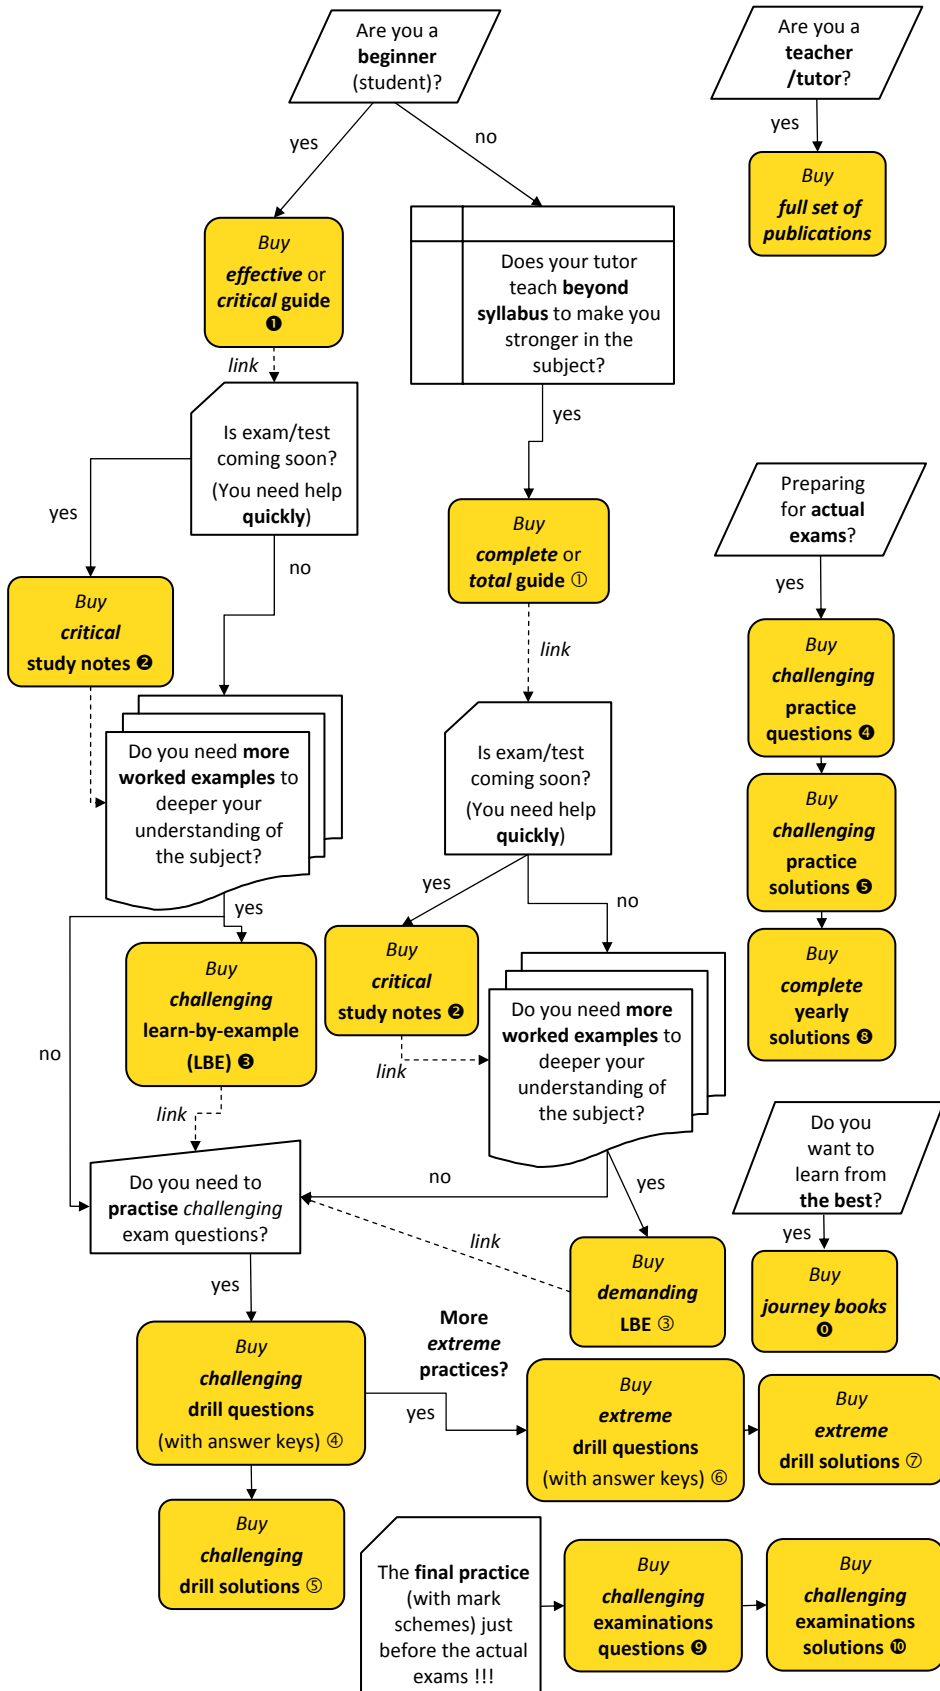 Are you a
beginner
(student)?
Are you a
teacher
/tutor?
yes
no
yes
Buy
full set of
publications
Buy
effective or
critical guide
❶
Does your tutor
teach beyond
syllabus to make you
stronger in the
subject?
link
yes
Is exam/test
coming soon?
(You need help
quickly)
yes
no
Preparing
for actual
exams?
yes
Buy
complete or
total guide ①
link
Buy
critical
study notes ❷
Buy
challenging
practice
questions ❹
Do you need more
worked examples to
deeper your
understanding of
the subject?
Is exam/test
coming soon?
(You need help
quickly)
Buy
challenging
practice
solutions ❺
yes
no
yes
no
Buy
challenging
learn-by-example
(LBE) ❸
link
Buy
critical
study notes ❷
link
Do you need more
worked examples to
deeper your
understanding of
the subject?
Buy
complete
yearly
solutions ❽
no
yes
Do you need to
practise challenging
exam questions?
Do you
want to
learn from
the best?
yes
link
Buy
demanding
LBE ③
Buy
journey books
⓿
yes
Buy
challenging
drill questions
(with answer keys) ④
More
extreme
practices?
yes
Buy
extreme
drill questions
(with answer keys) ⑥
Buy
extreme
drill solutions ⑦
Buy
challenging
drill solutions ⑤
The final practice
(with mark
schemes) just
before the actual
exams !!!
Buy
challenging
examinations
questions ❾
Buy
challenging
examinations
solutions ❿